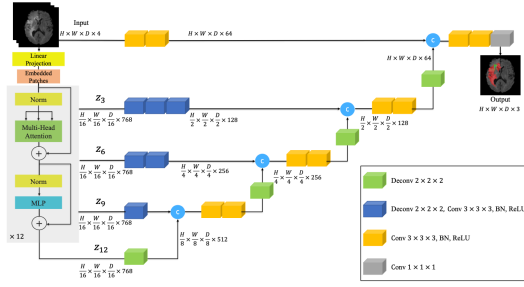 Input
H × W × D × 4
H × W × D × 64
H × W × D × 64
Output
H × W × D × 3
Linear
Projection
Embedded
Patches
Norm
Multi-Head
Attention
Norm
MLP
× 12
z3
H/16 × W/16 × D/16 × 768
H/2 × W/2 × D/2 × 128
H/2 × W/2 × D/2 × 128
z6
H/16 × W/16 × D/16 × 768
H/4 × W/4 × D/4 × 256
H/4 × W/4 × D/4 × 256
z9
H/16 × W/16 × D/16 × 768
H/8 × W/8 × D/8 × 512
z12
H/16 × W/16 × D/16 × 768
C
C
C
C
Deconv 2 × 2 × 2
Deconv 2 × 2 × 2, Conv 3 × 3 × 3, BN, ReLU
Conv 3 × 3 × 3, BN, ReLU
Conv 1 × 1 × 1